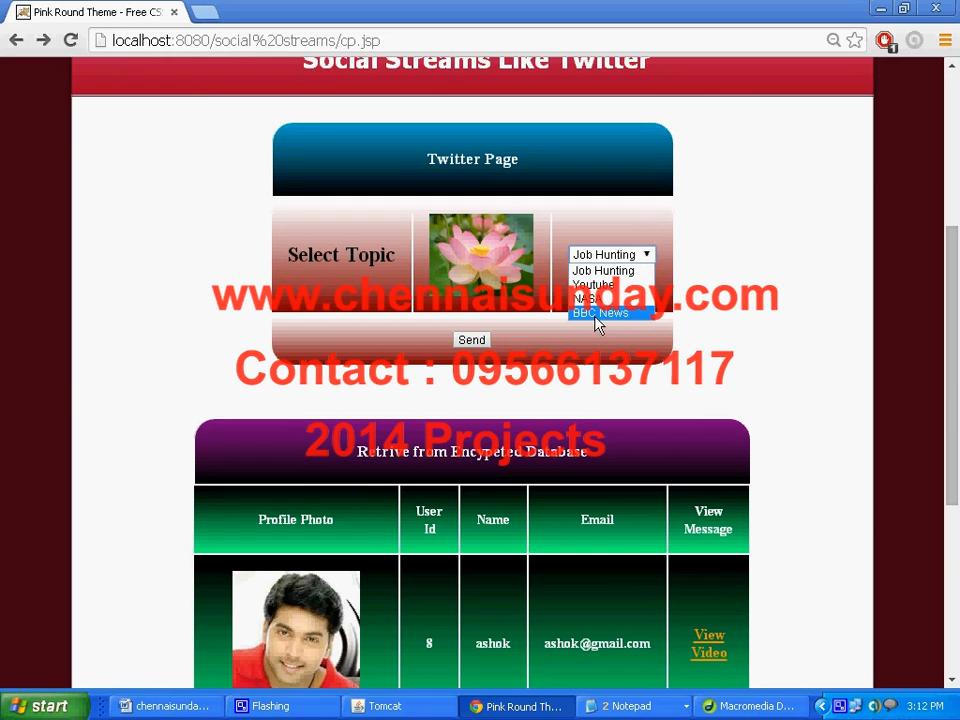 Pink Round Theme - Free CS
localhost:8080/social%20streams/cp.jsp
Social Streams Like Twitter
Twitter Page
Select Topic
Job Hunting
Job Hunting
Youtube
NASA
BBC News
www.chennaisunday.com
Send
Contact : 09566137117
2014 Projects
Retrive from Encypeted Database
Profile Photo
User Id
Name
Email
View Message
8
ashok
ashok@gmail.com
View Video
start
chennaisunda...
Flashing
Tomcat
Pink Round Th...
2 Notepad
Macromedia D...
3:12 PM